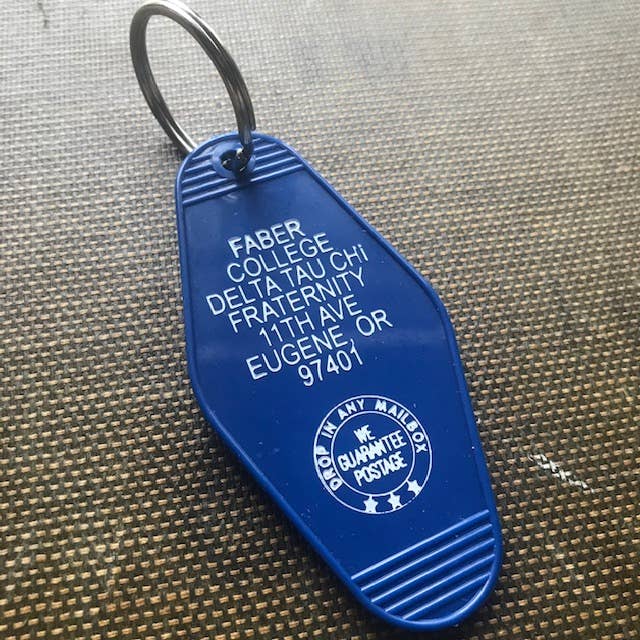 FABER
COLLEGE
DELTA TAU CHi
FRATERNITY
11TH AVE
EUGENE, OR
97401
DROP IN ANY MAILBOX
WE
GUARANTEE
POSTAGE